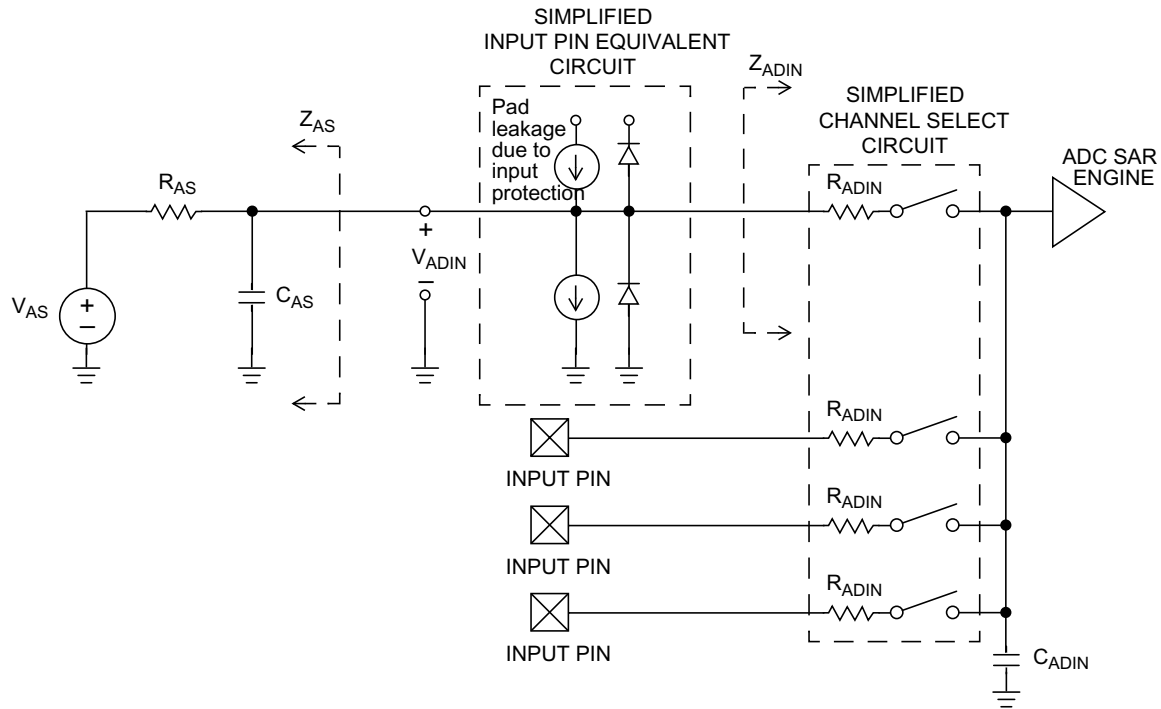 SIMPLIFIED
INPUT PIN EQUIVALENT
CIRCUIT
Z_ADIN
SIMPLIFIED
CHANNEL SELECT
CIRCUIT
ADC SAR
ENGINE
Pad
leakage
due to
input
protection
Z_AS
R_AS
R_ADIN
+
V_ADIN
–
C_AS
V_AS
+
–
R_ADIN
INPUT PIN
R_ADIN
INPUT PIN
R_ADIN
INPUT PIN
C_ADIN